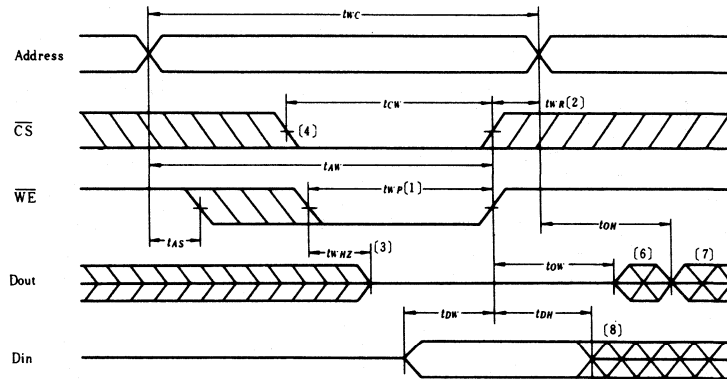 tWC
Address
tCW
tWR(2)
CS
(4)
tAW
WE
tWP(1)
tAS
tWHZ
(3)
tOH
(6)
(7)
Dout
tOW
tDW
tDH
(8)
Din